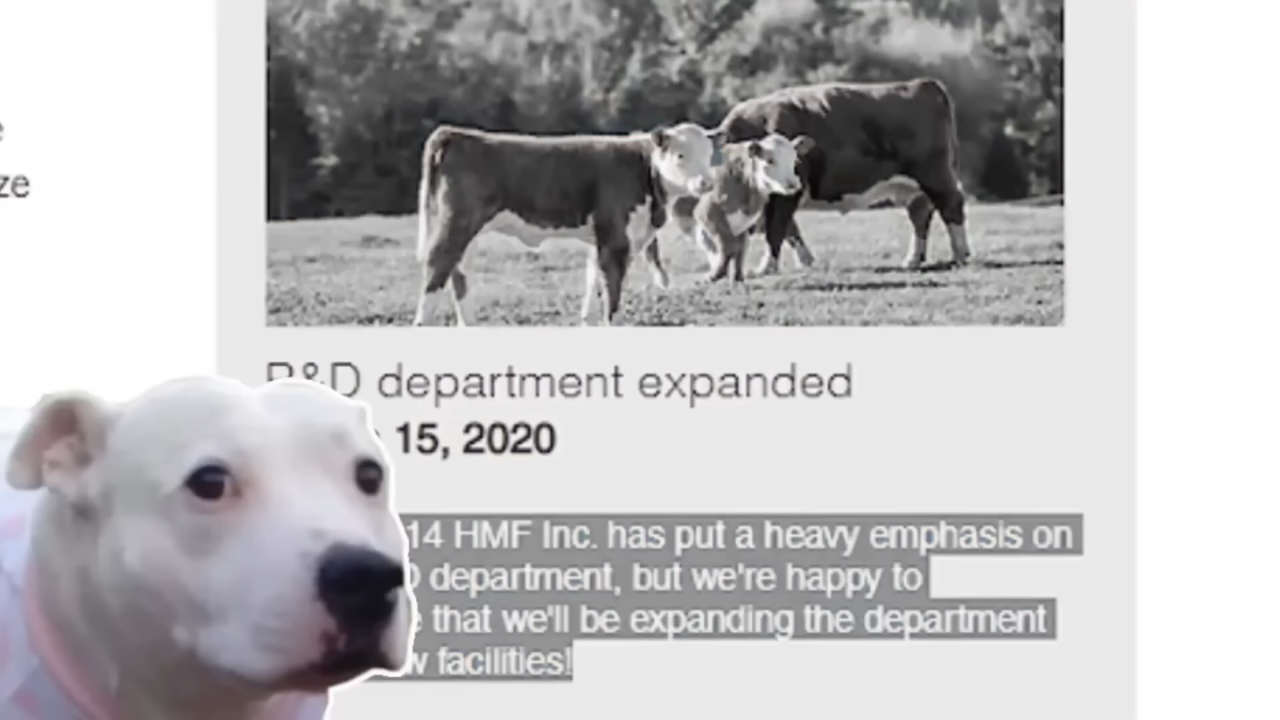 ze
R&D department expanded
15, 2020
14 HMF Inc. has put a heavy emphasis on
D department, but we're happy to
e that we'll be expanding the department
w facilities!